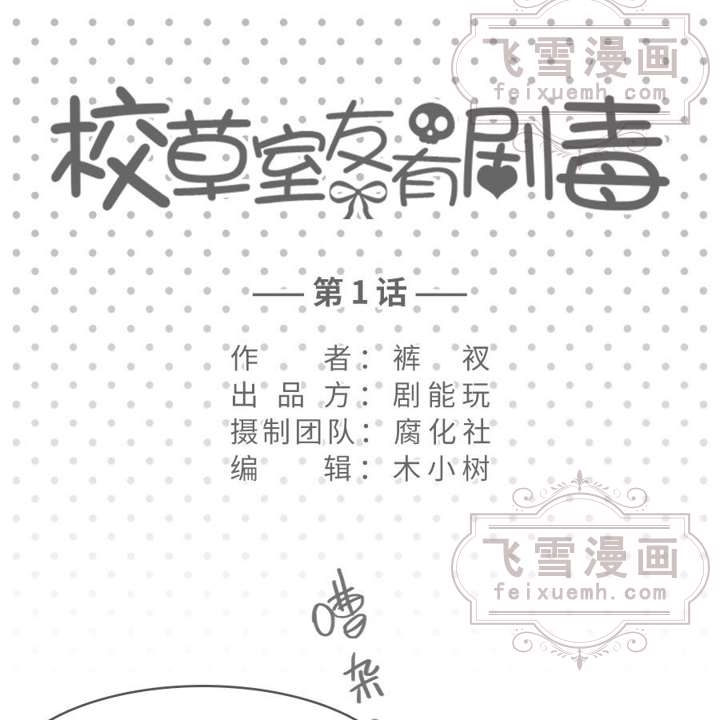 飞雪漫画
feixuemh.com
校草室友有剧毒
第1话
作者：裤衩
出品方：剧能玩
摄制团队：腐化社
编辑：木小树
飞雪漫画
feixuemh.com
嘈杂